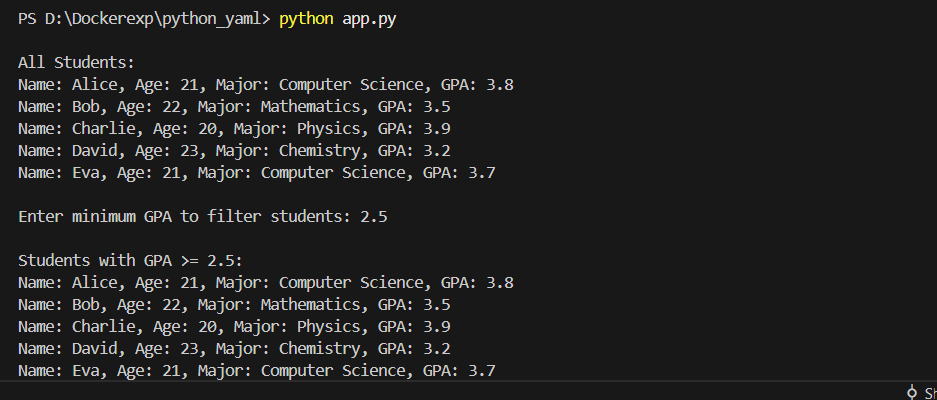 PS D:\Dockerexp\python_yaml> python app.py
All Students:
Name: Alice, Age: 21, Major: Computer Science, GPA: 3.8
Name: Bob, Age: 22, Major: Mathematics, GPA: 3.5
Name: Charlie, Age: 20, Major: Physics, GPA: 3.9
Name: David, Age: 23, Major: Chemistry, GPA: 3.2
Name: Eva, Age: 21, Major: Computer Science, GPA: 3.7
Enter minimum GPA to filter students: 2.5
Students with GPA >= 2.5:
Name: Alice, Age: 21, Major: Computer Science, GPA: 3.8
Name: Bob, Age: 22, Major: Mathematics, GPA: 3.5
Name: Charlie, Age: 20, Major: Physics, GPA: 3.9
Name: David, Age: 23, Major: Chemistry, GPA: 3.2
Name: Eva, Age: 21, Major: Computer Science, GPA: 3.7